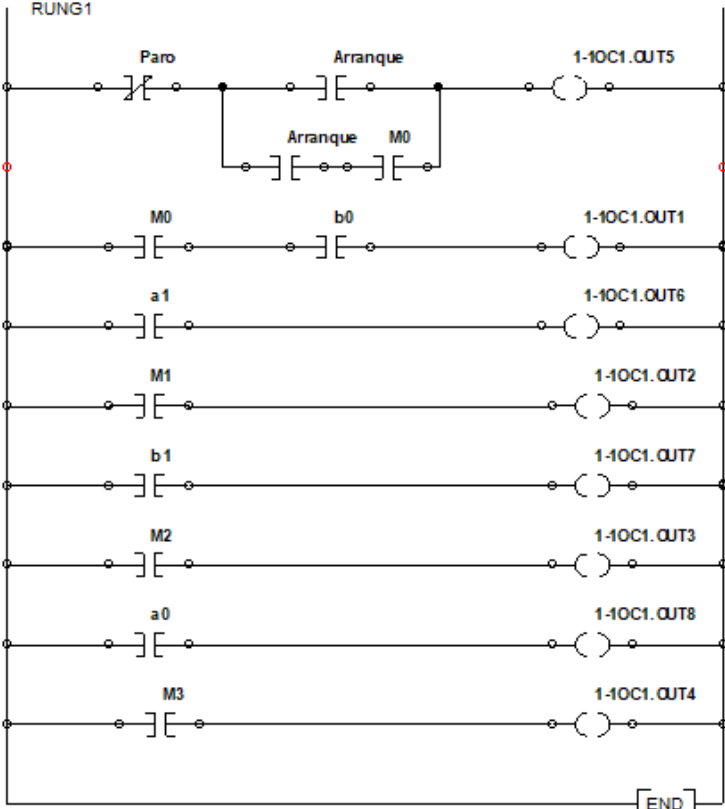 RUNG1
Paro Arranque 1-1OC1.OUT5
Arranque M0
M0 b0 1-1OC1.OUT1
a1 1-1OC1.OUT6
M1 1-1OC1.OUT2
b1 1-1OC1.OUT7
M2 1-1OC1.OUT3
a0 1-1OC1.OUT8
M3 1-1OC1.OUT4
END